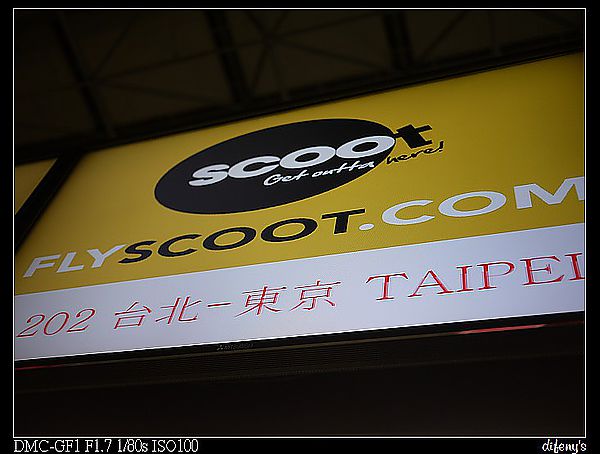 scoot
Get outta here!
FLYSCOOT.COM
202 台北-東京 TAIPEI
DMC-GF1 F1.7 1/80s ISO100
difeny's